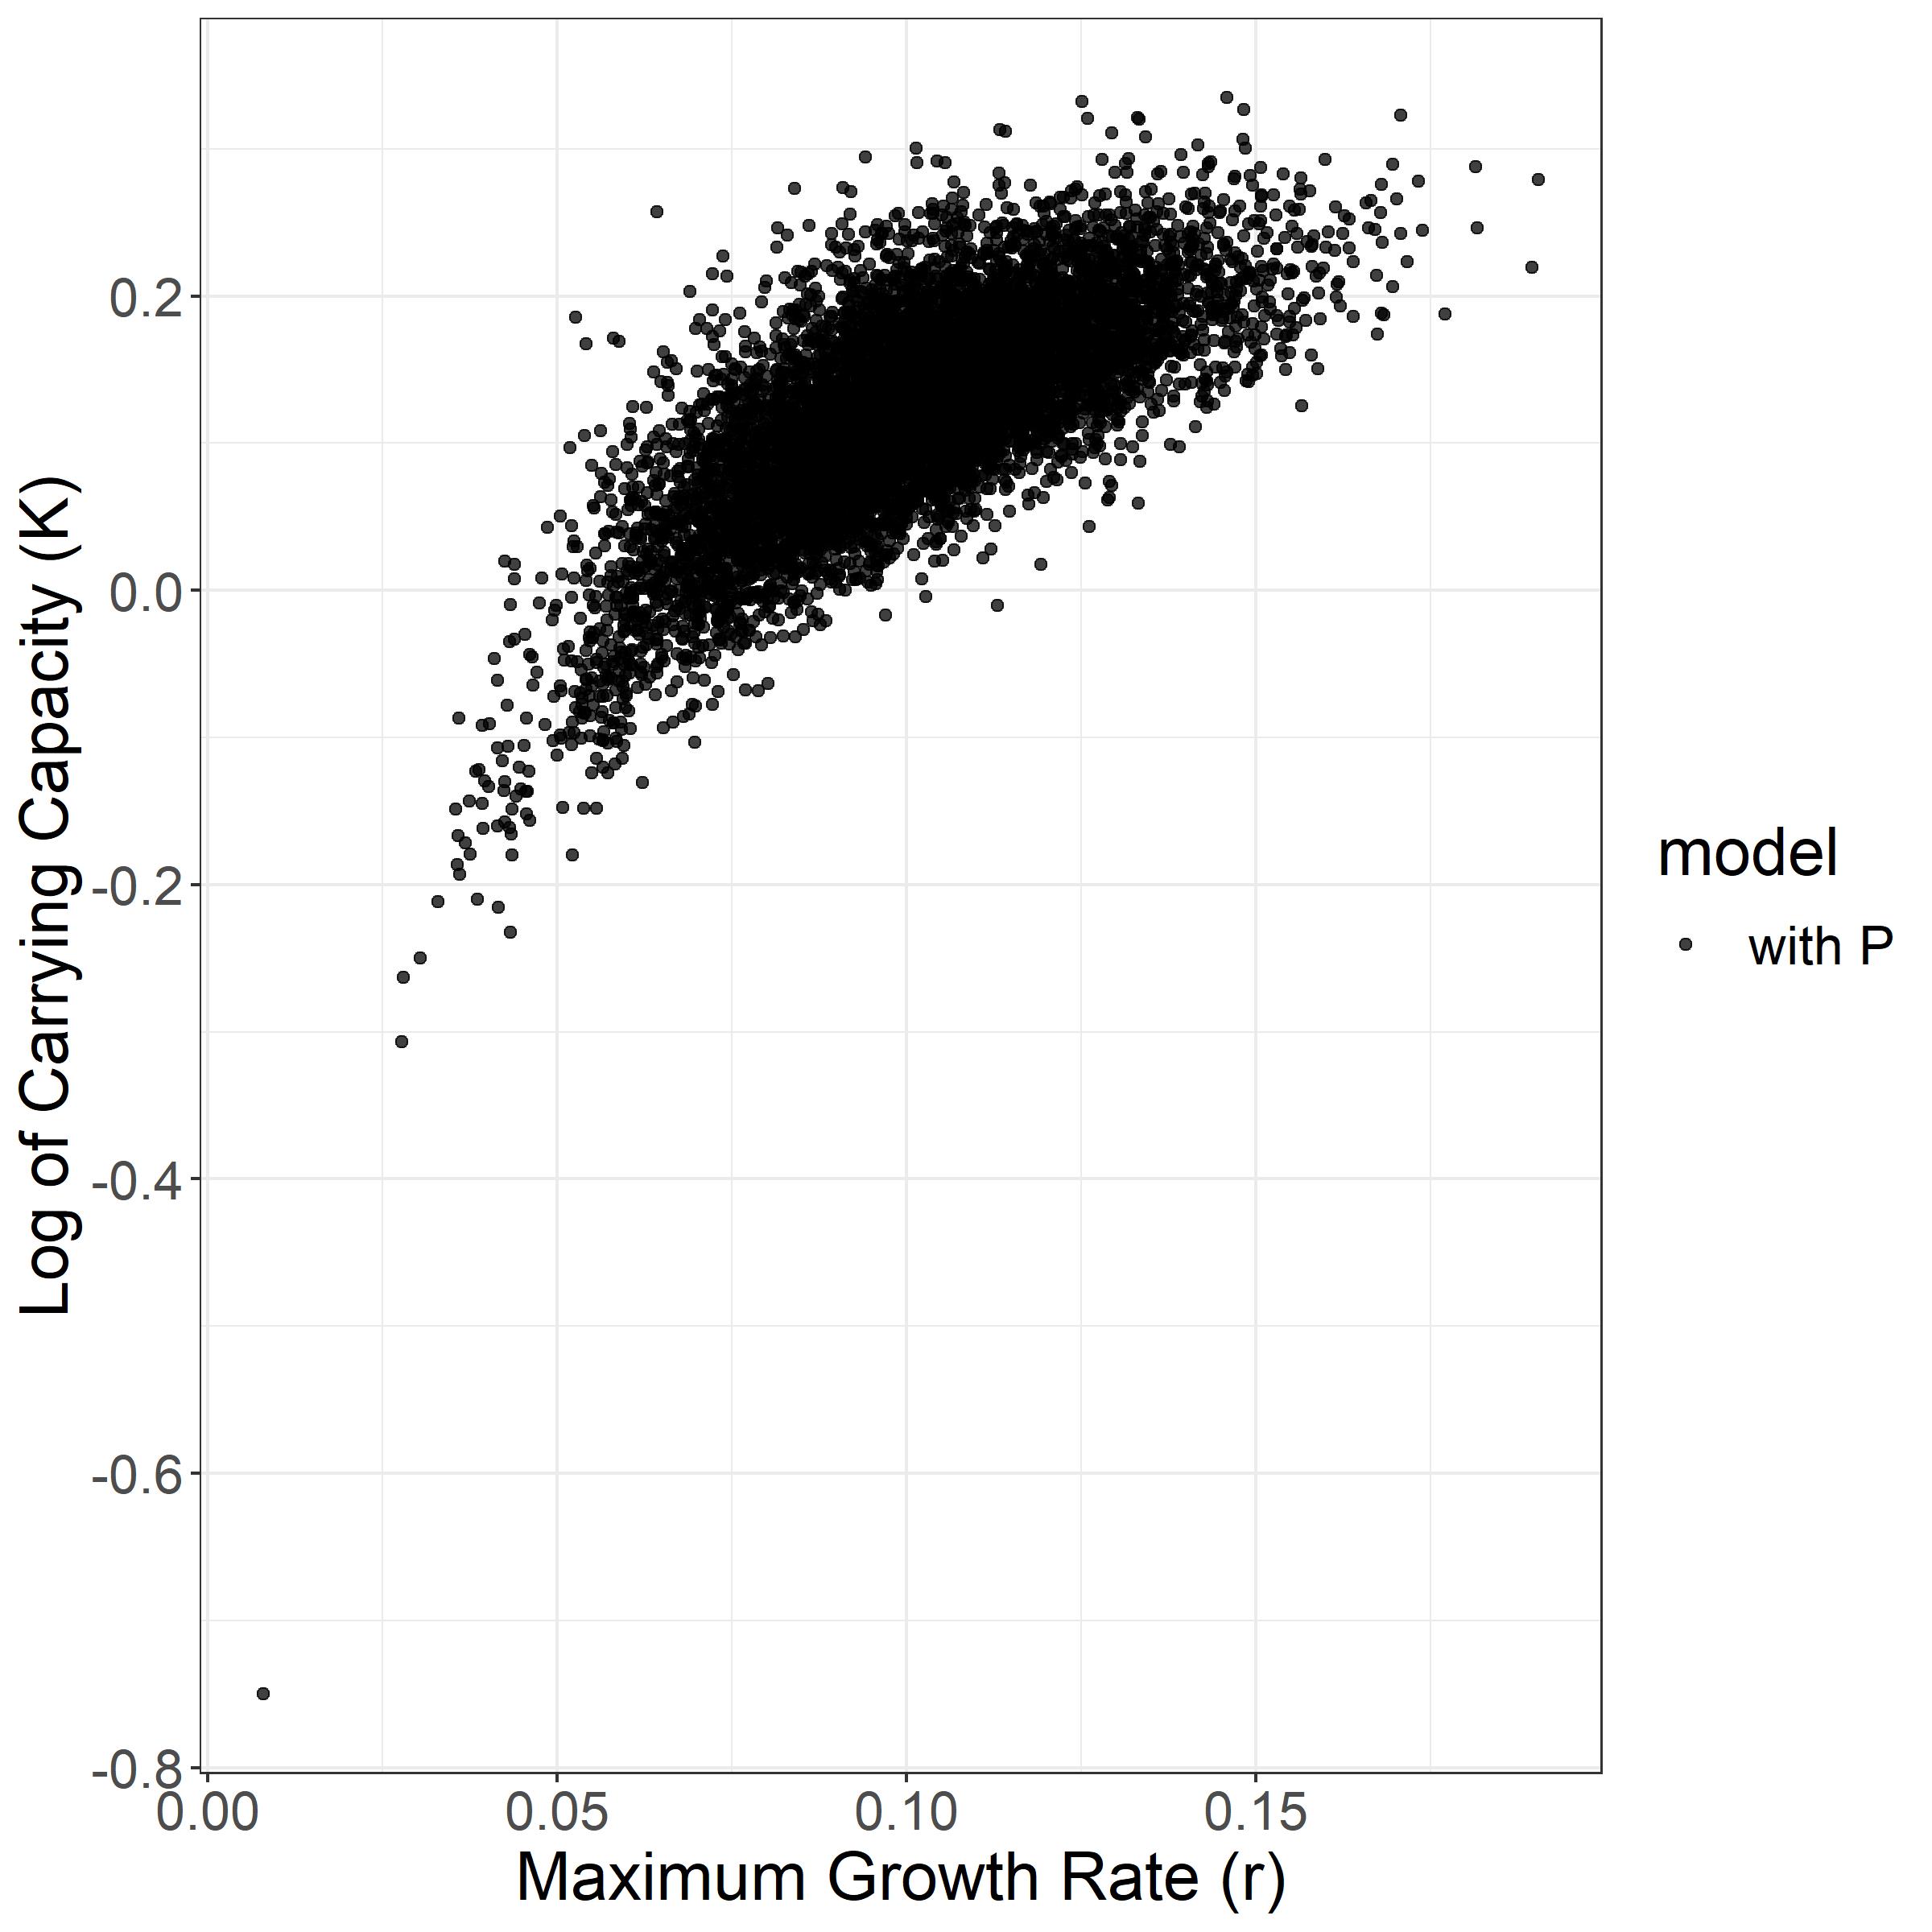 Log of Carrying Capacity (K)
0.2
0.0
-0.2
-0.4
-0.6
-0.8
0.00
0.05
0.10
0.15
Maximum Growth Rate (r)
model
with P